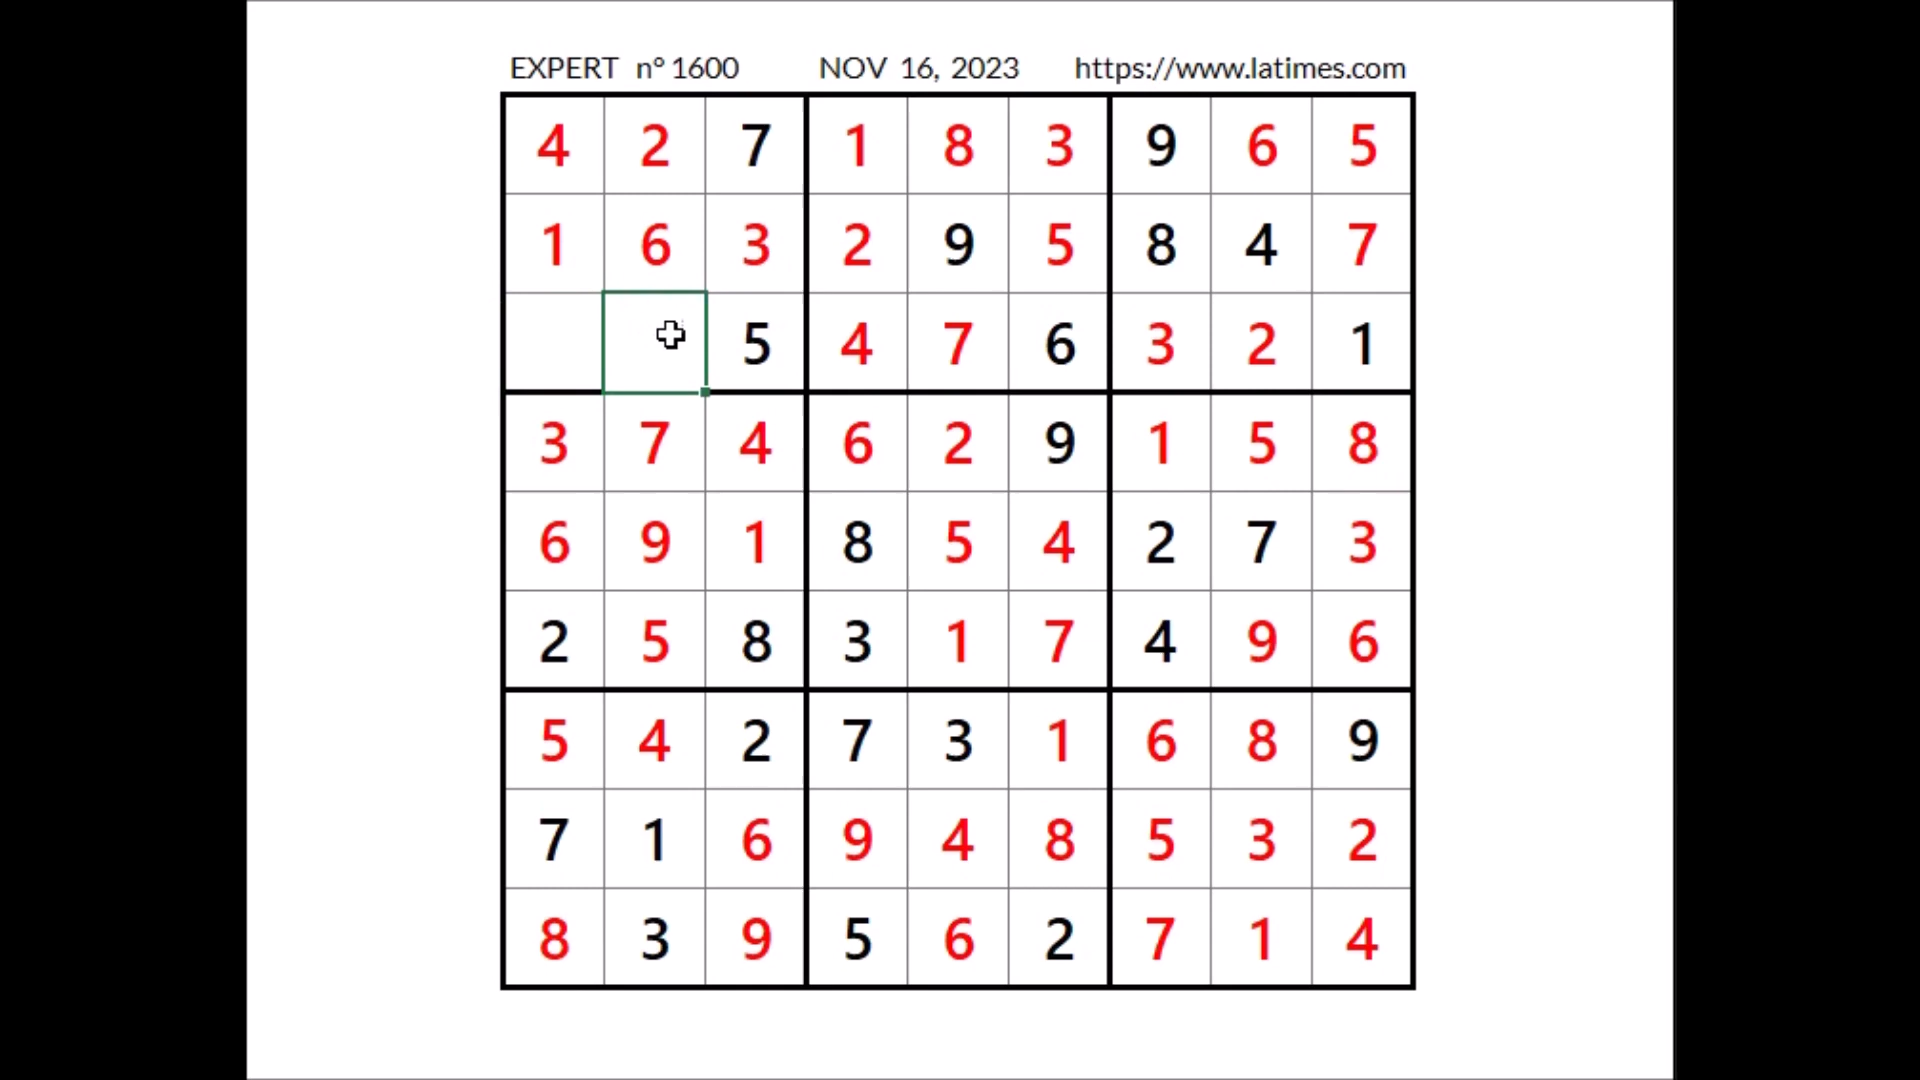 EXPERT n° 1600 NOV 16, 2023 https://www.latimes.com
4 2 7 1 8 3 9 6 5
1 6 3 2 9 5 8 4 7
5 4 7 6 3 2 1
3 7 4 6 2 9 1 5 8
6 9 1 8 5 4 2 7 3
2 5 8 3 1 7 4 9 6
5 4 2 7 3 1 6 8 9
7 1 6 9 4 8 5 3 2
8 3 9 5 6 2 7 1 4